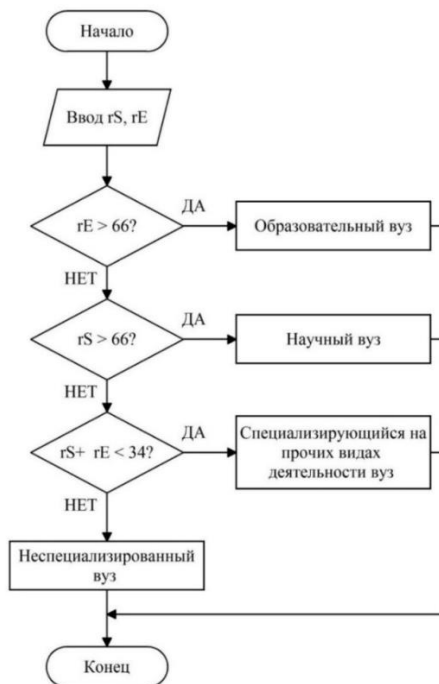 Начало
Ввод rS, rE
rE > 66?
ДА
Образовательный вуз
НЕТ
rS > 66?
ДА
Научный вуз
НЕТ
rS+ rE < 34?
ДА
Специализирующийся на
прочих видах
деятельности вуз
НЕТ
Неспециализированный
вуз
Конец